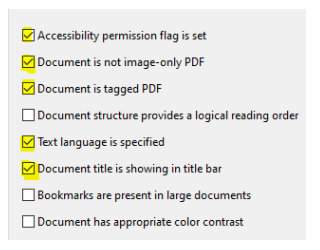 Accessibility permission flag is set
Document is not image-only PDF
Document is tagged PDF
Document structure provides a logical reading order
Text language is specified
Document title is showing in title bar
Bookmarks are present in large documents
Document has appropriate color contrast